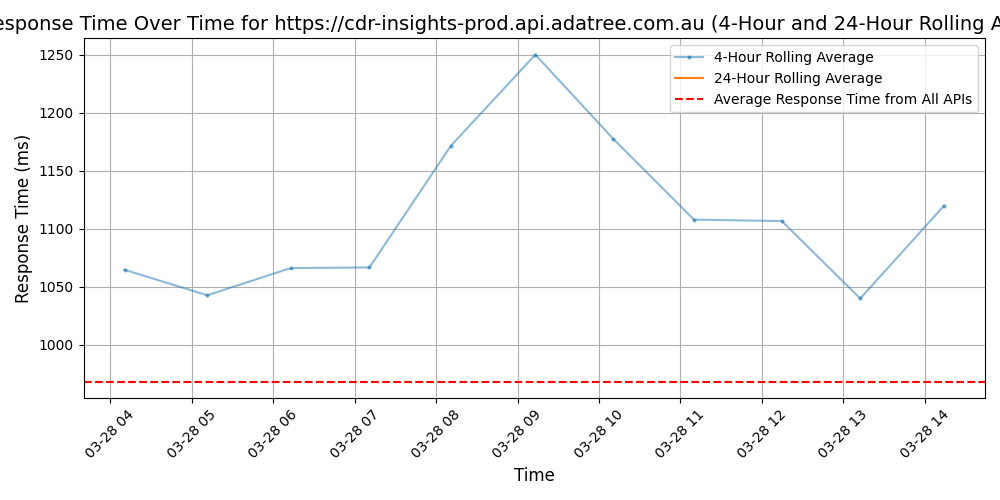 esponse Time Over Time for https://cdr-insights-prod.api.adatree.com.au (4-Hour and 24-Hour Rolling A
4-Hour Rolling Average
24-Hour Rolling Average
Average Response Time from All APIs
Response Time (ms)
1250
1200
1150
1100
1050
1000
03-28 04
03-28 05
03-28 06
03-28 07
03-28 08
03-28 09
03-28 10
03-28 11
03-28 12
03-28 13
03-28 14
Time